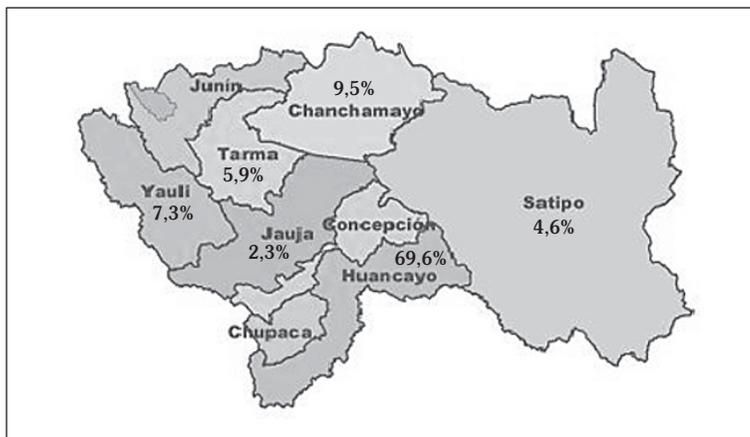 Junín
9,5%
Chanchamayo
Tarma
5,9%
Yauli
7,3%
Satipo
4,6%
Jauja
2,3%
Concepción
69,6%
Huancayo
Chupaca